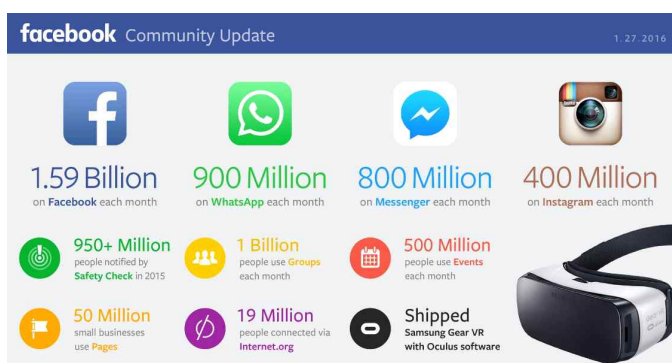 facebook Community Update
1.27.2016
1.59 Billion
on Facebook each month
900 Million
on WhatsApp each month
800 Million
on Messenger each month
400 Million
on Instagram each month
950+ Million
people notified by
Safety Check in 2015
1 Billion
people use Groups
each month
500 Million
people use Events
each month
50 Million
small businesses
use Pages
19 Million
people connected via
Internet.org
Shipped
Samsung Gear VR
with Oculus software